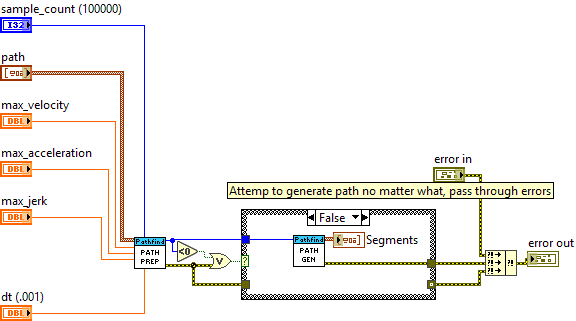 sample_count (100000)
I32
path
max_velocity
DBL
max_acceleration
DBL
max_jerk
DBL
dt (.001)
DBL
Pathfind
PATH
PREP
<0
V
?
error in
Attemp to generate path no matter what, pass through errors
False
Pathfind
PATH
GEN
Segments
error out